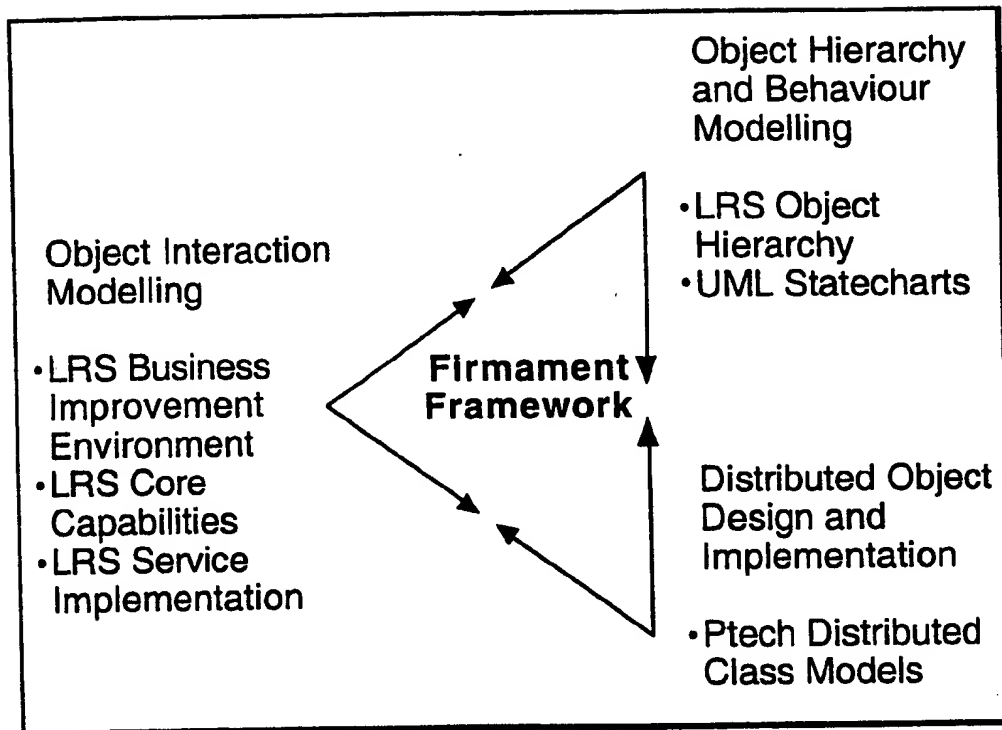 Object Interaction
Modelling
•LRS Business
Improvement
Environment
•LRS Core
Capabilities
•LRS Service
Implementation
Firmament
Framework
Object Hierarchy
and Behaviour
Modelling
•LRS Object
Hierarchy
•UML Statecharts
Distributed Object
Design and
Implementation
•Ptech Distributed
Class Models